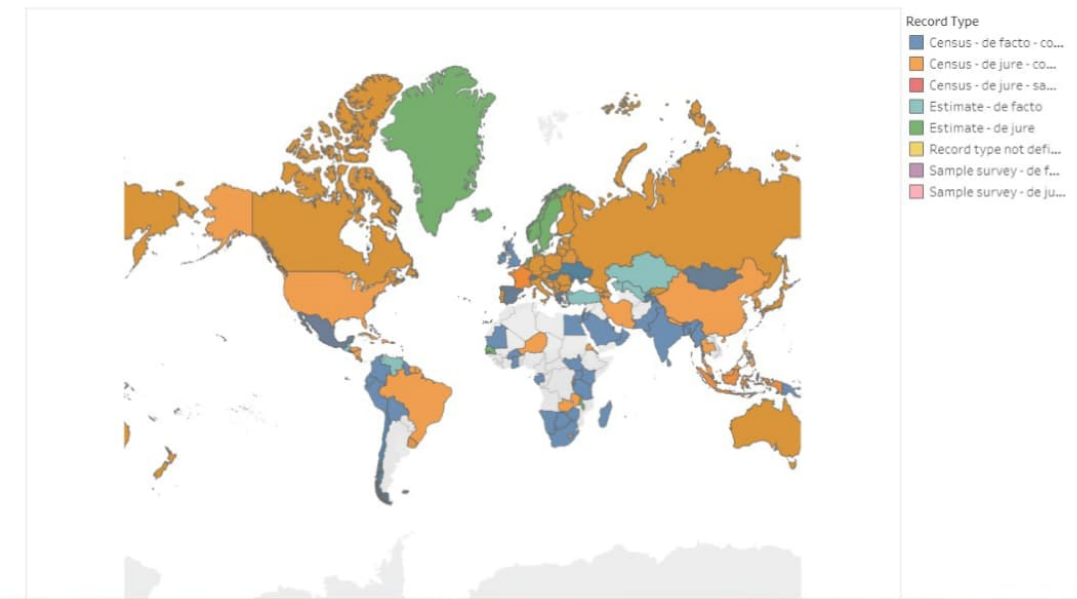 Record Type
Census - de facto - co...
Census - de jure - co...
Census - de jure - sa...
Estimate - de facto
Estimate - de jure
Record type not defi...
Sample survey - de f...
Sample survey - de ju...